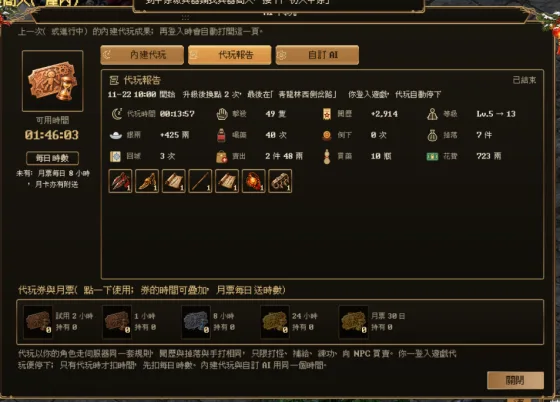 上一次( 或進行中) 的內建代玩成果; 再登入時會自動打開這一頁.
內建代玩
代玩報告
自訂 AI
代玩報告
已結束
11-22 10:00 開始 升級後換點 2 次, 最後在「青龍林西側岔路」 你登入遊戲, 代玩自動停下
代玩時間 00:13:57
擊殺 49 隻
閱歷 +2,914
等級 Lv.5 → 13
銀兩 +425 兩
喝藥 40 次
倒下 0 次
掉落 7 件
回城 3 次
賣出 2 件 48 兩
買藥 10 瓶
花費 723 兩
1 1 1 1 1 1 1
可用時間
01:46:03
每日時數
未有; 月票每日 8 小時, 月卡亦有附送
代玩券與月票( 點一下使用; 券的時間可疊加, 月票每日送時數)
試用 2 小時
持有 0
1 小時
持有 0
8 小時
持有 0
24 小時
持有 0
月票 30 日
持有 0
代玩以你的角色走伺服器同一套規則, 閱歷與掉落與手打相同, 只限打怪、補給、練功、向 NPC 買賣. 你一登入遊戲代
玩便停下; 只有代玩時才扣時間, 先扣每日時數. 內建代玩與自訂 AI 用同一個時間.
關閉